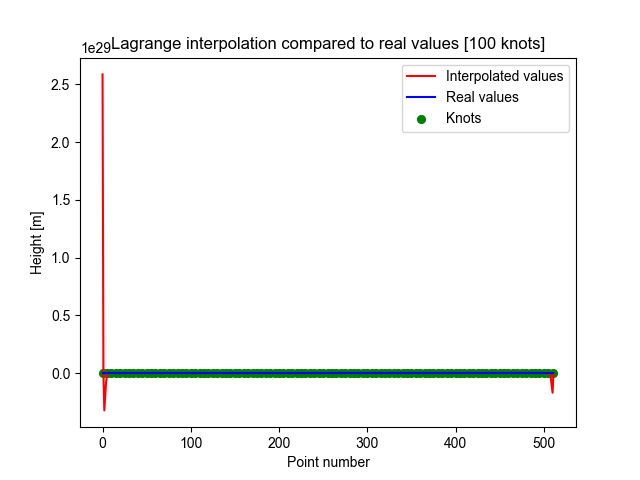 Lagrange interpolation compared to real values [100 knots]
1e29
Interpolated values
Real values
Knots
2.5
2.0
1.5
1.0
0.5
0.0
Height [m]
0
100
200
300
400
500
Point number